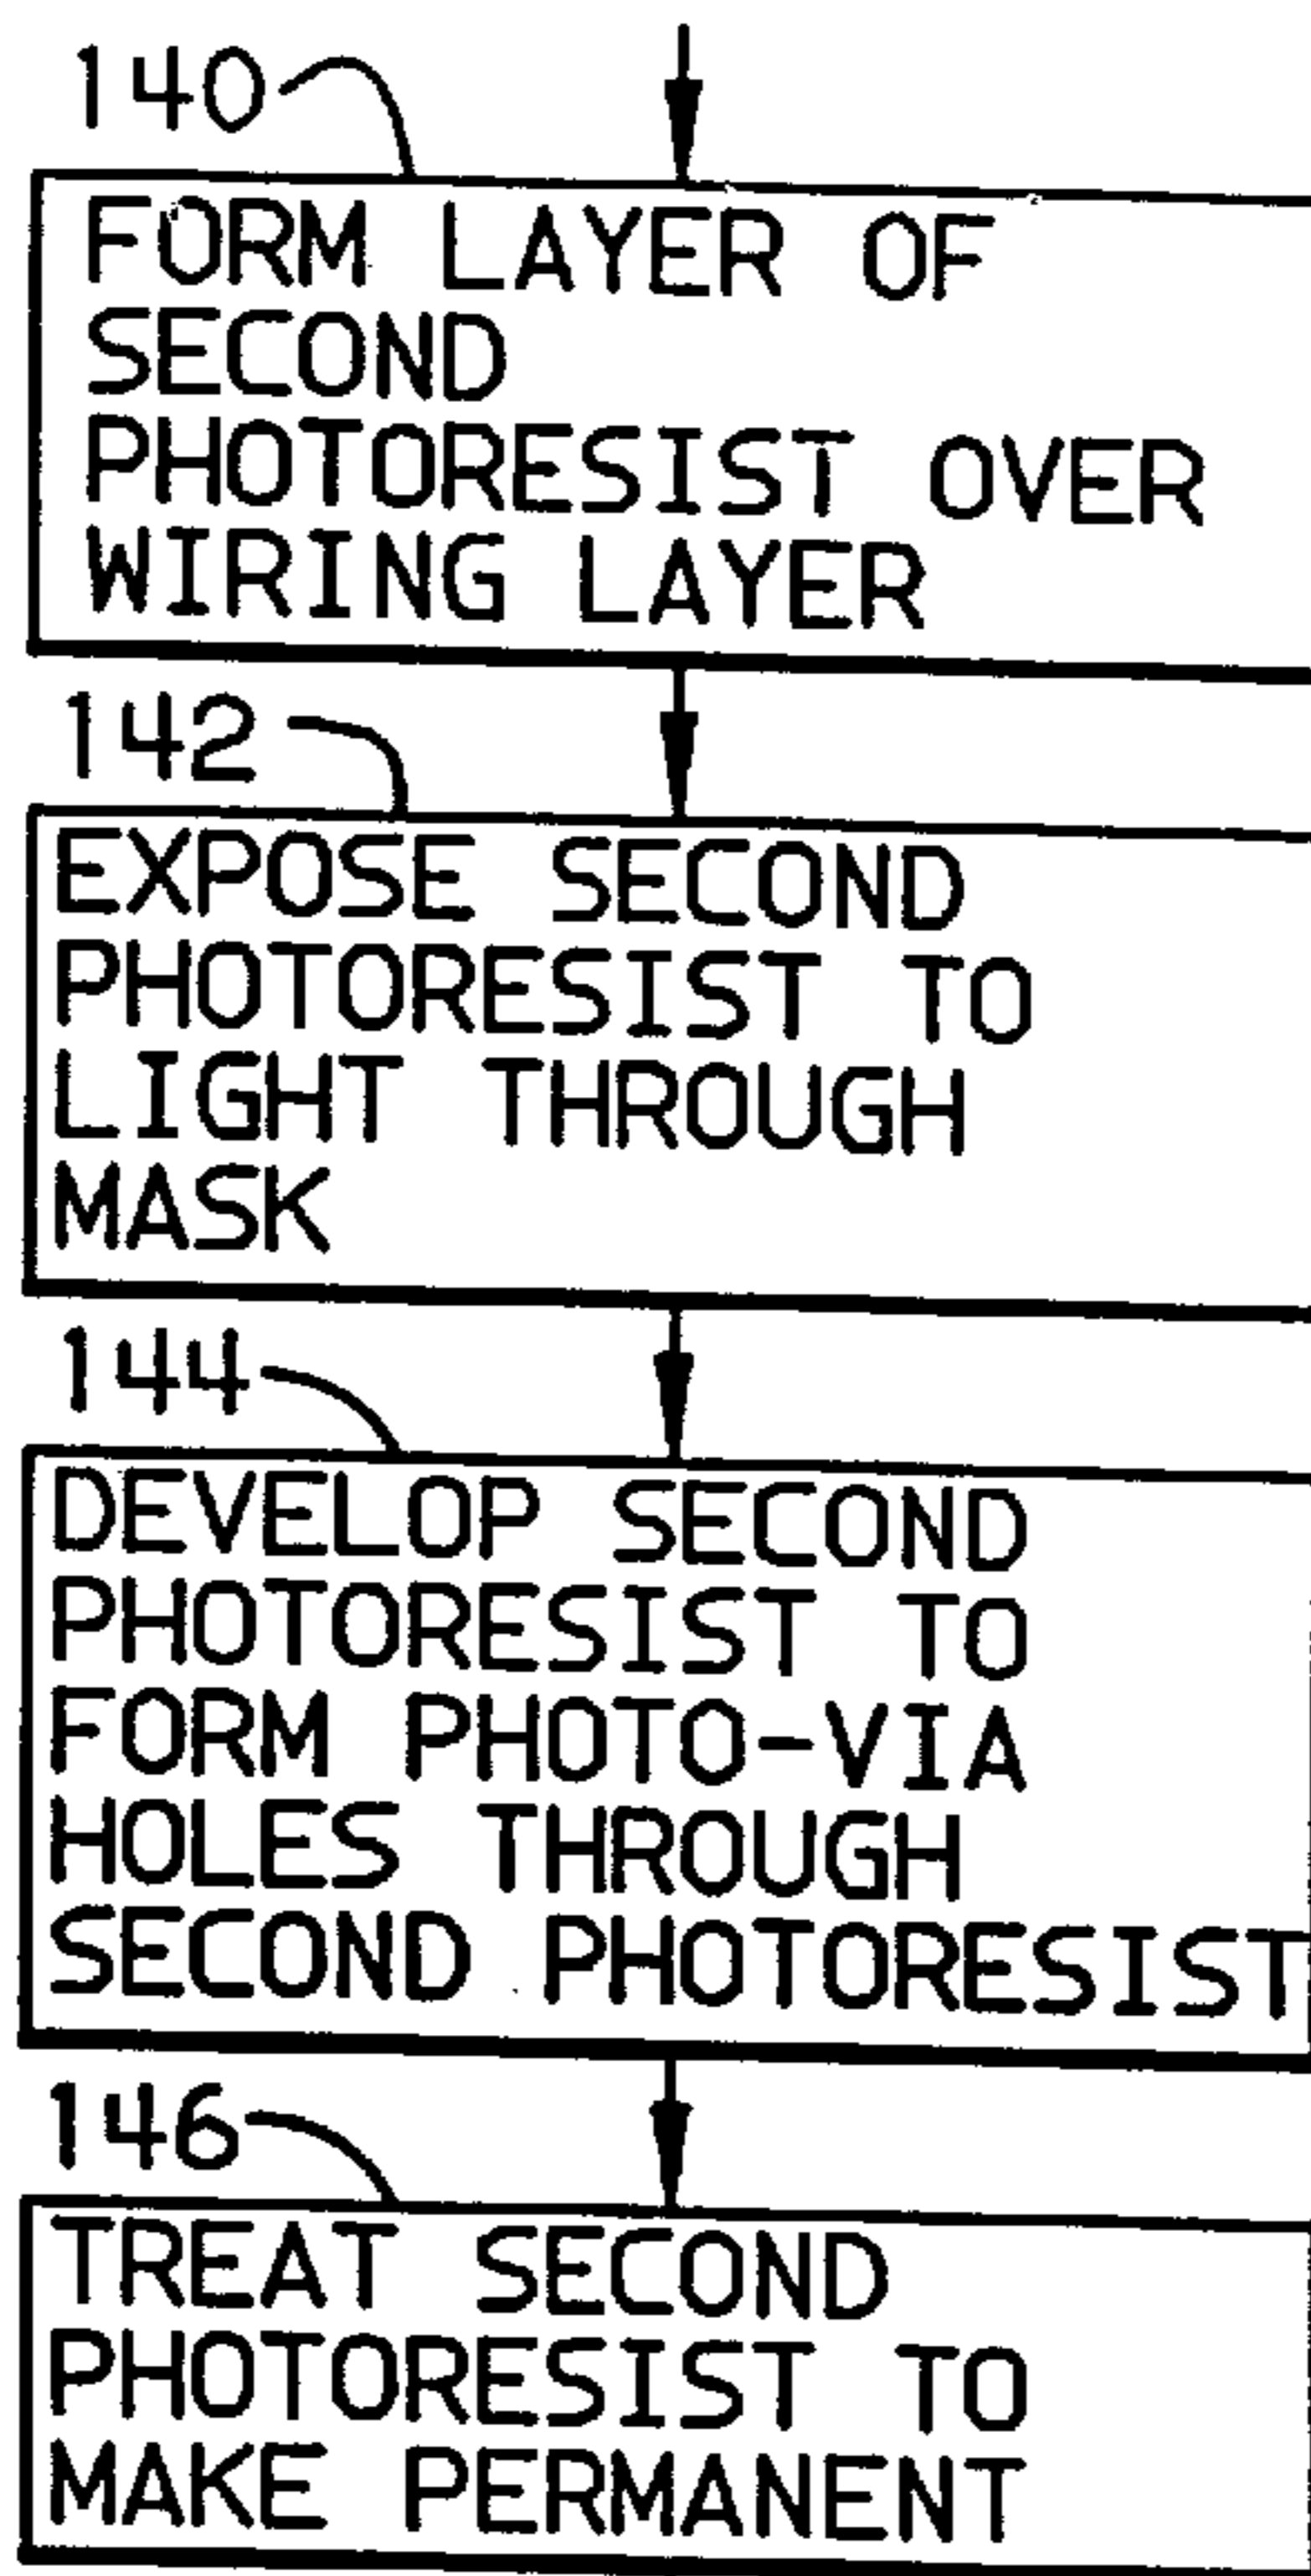 140
FORM LAYER OF
SECOND
PHOTORESIST OVER
WIRING LAYER
142
EXPOSE SECOND
PHOTORESIST TO
LIGHT THROUGH
MASK
144
DEVELOP SECOND
PHOTORESIST TO
FORM PHOTO-VIA
HOLES THROUGH
SECOND PHOTORESIST
146
TREAT SECOND
PHOTORESIST TO
MAKE PERMANENT